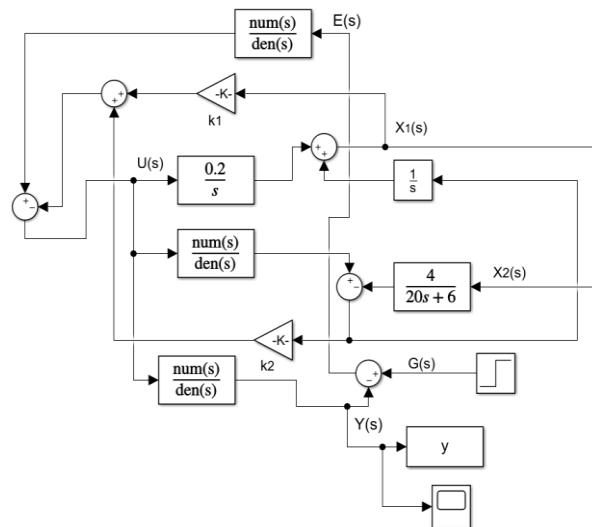 num(s)
den(s)
E(s)
-K-
k1
X1(s)
U(s)
0.2
s
1
s
num(s)
den(s)
4
20s + 6
X2(s)
-K-
k2
G(s)
num(s)
den(s)
Y(s)
y